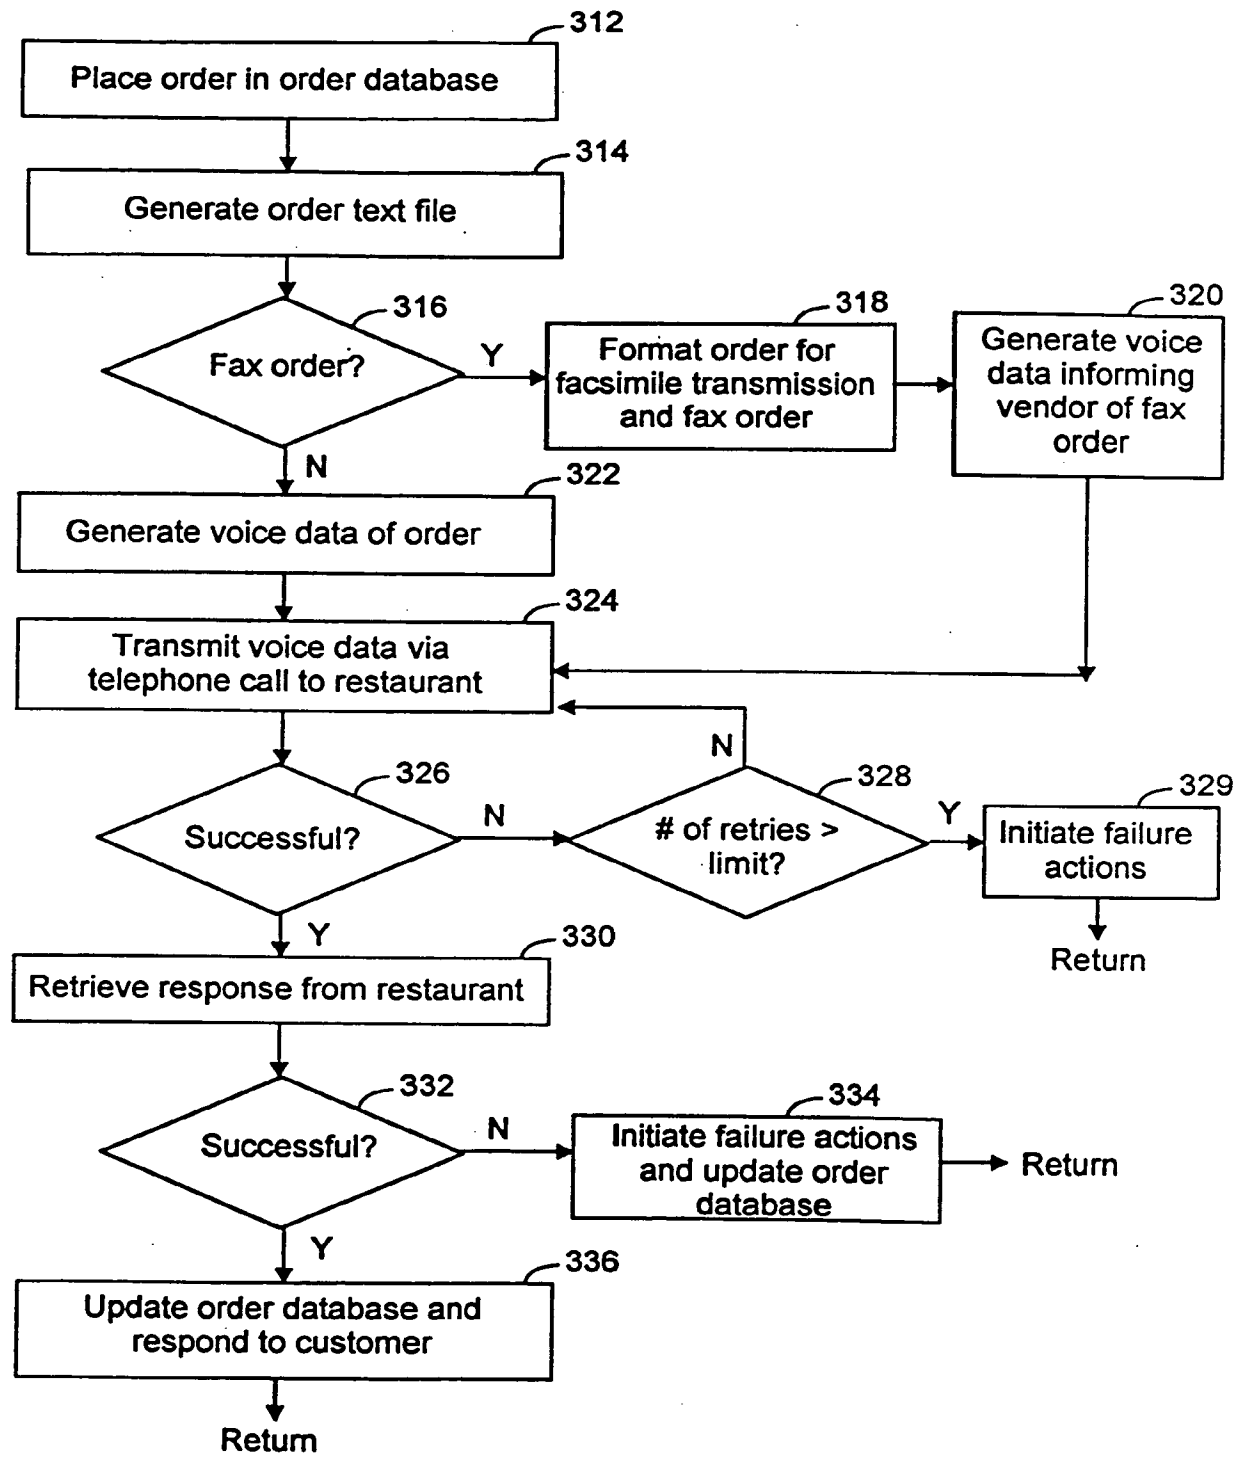 312
Place order in order database
314
Generate order text file
316
Fax order?
Y
N
318
Format order for
facsimile transmission
and fax order
320
Generate voice
data informing
vendor of fax
order
322
Generate voice data of order
324
Transmit voice data via
telephone call to restaurant
326
Successful?
N
Y
328
# of retries >
limit?
N
Y
329
Initiate failure
actions
Return
330
Retrieve response from restaurant
332
Successful?
N
Y
334
Initiate failure actions
and update order
database
Return
336
Update order database and
respond to customer
Return